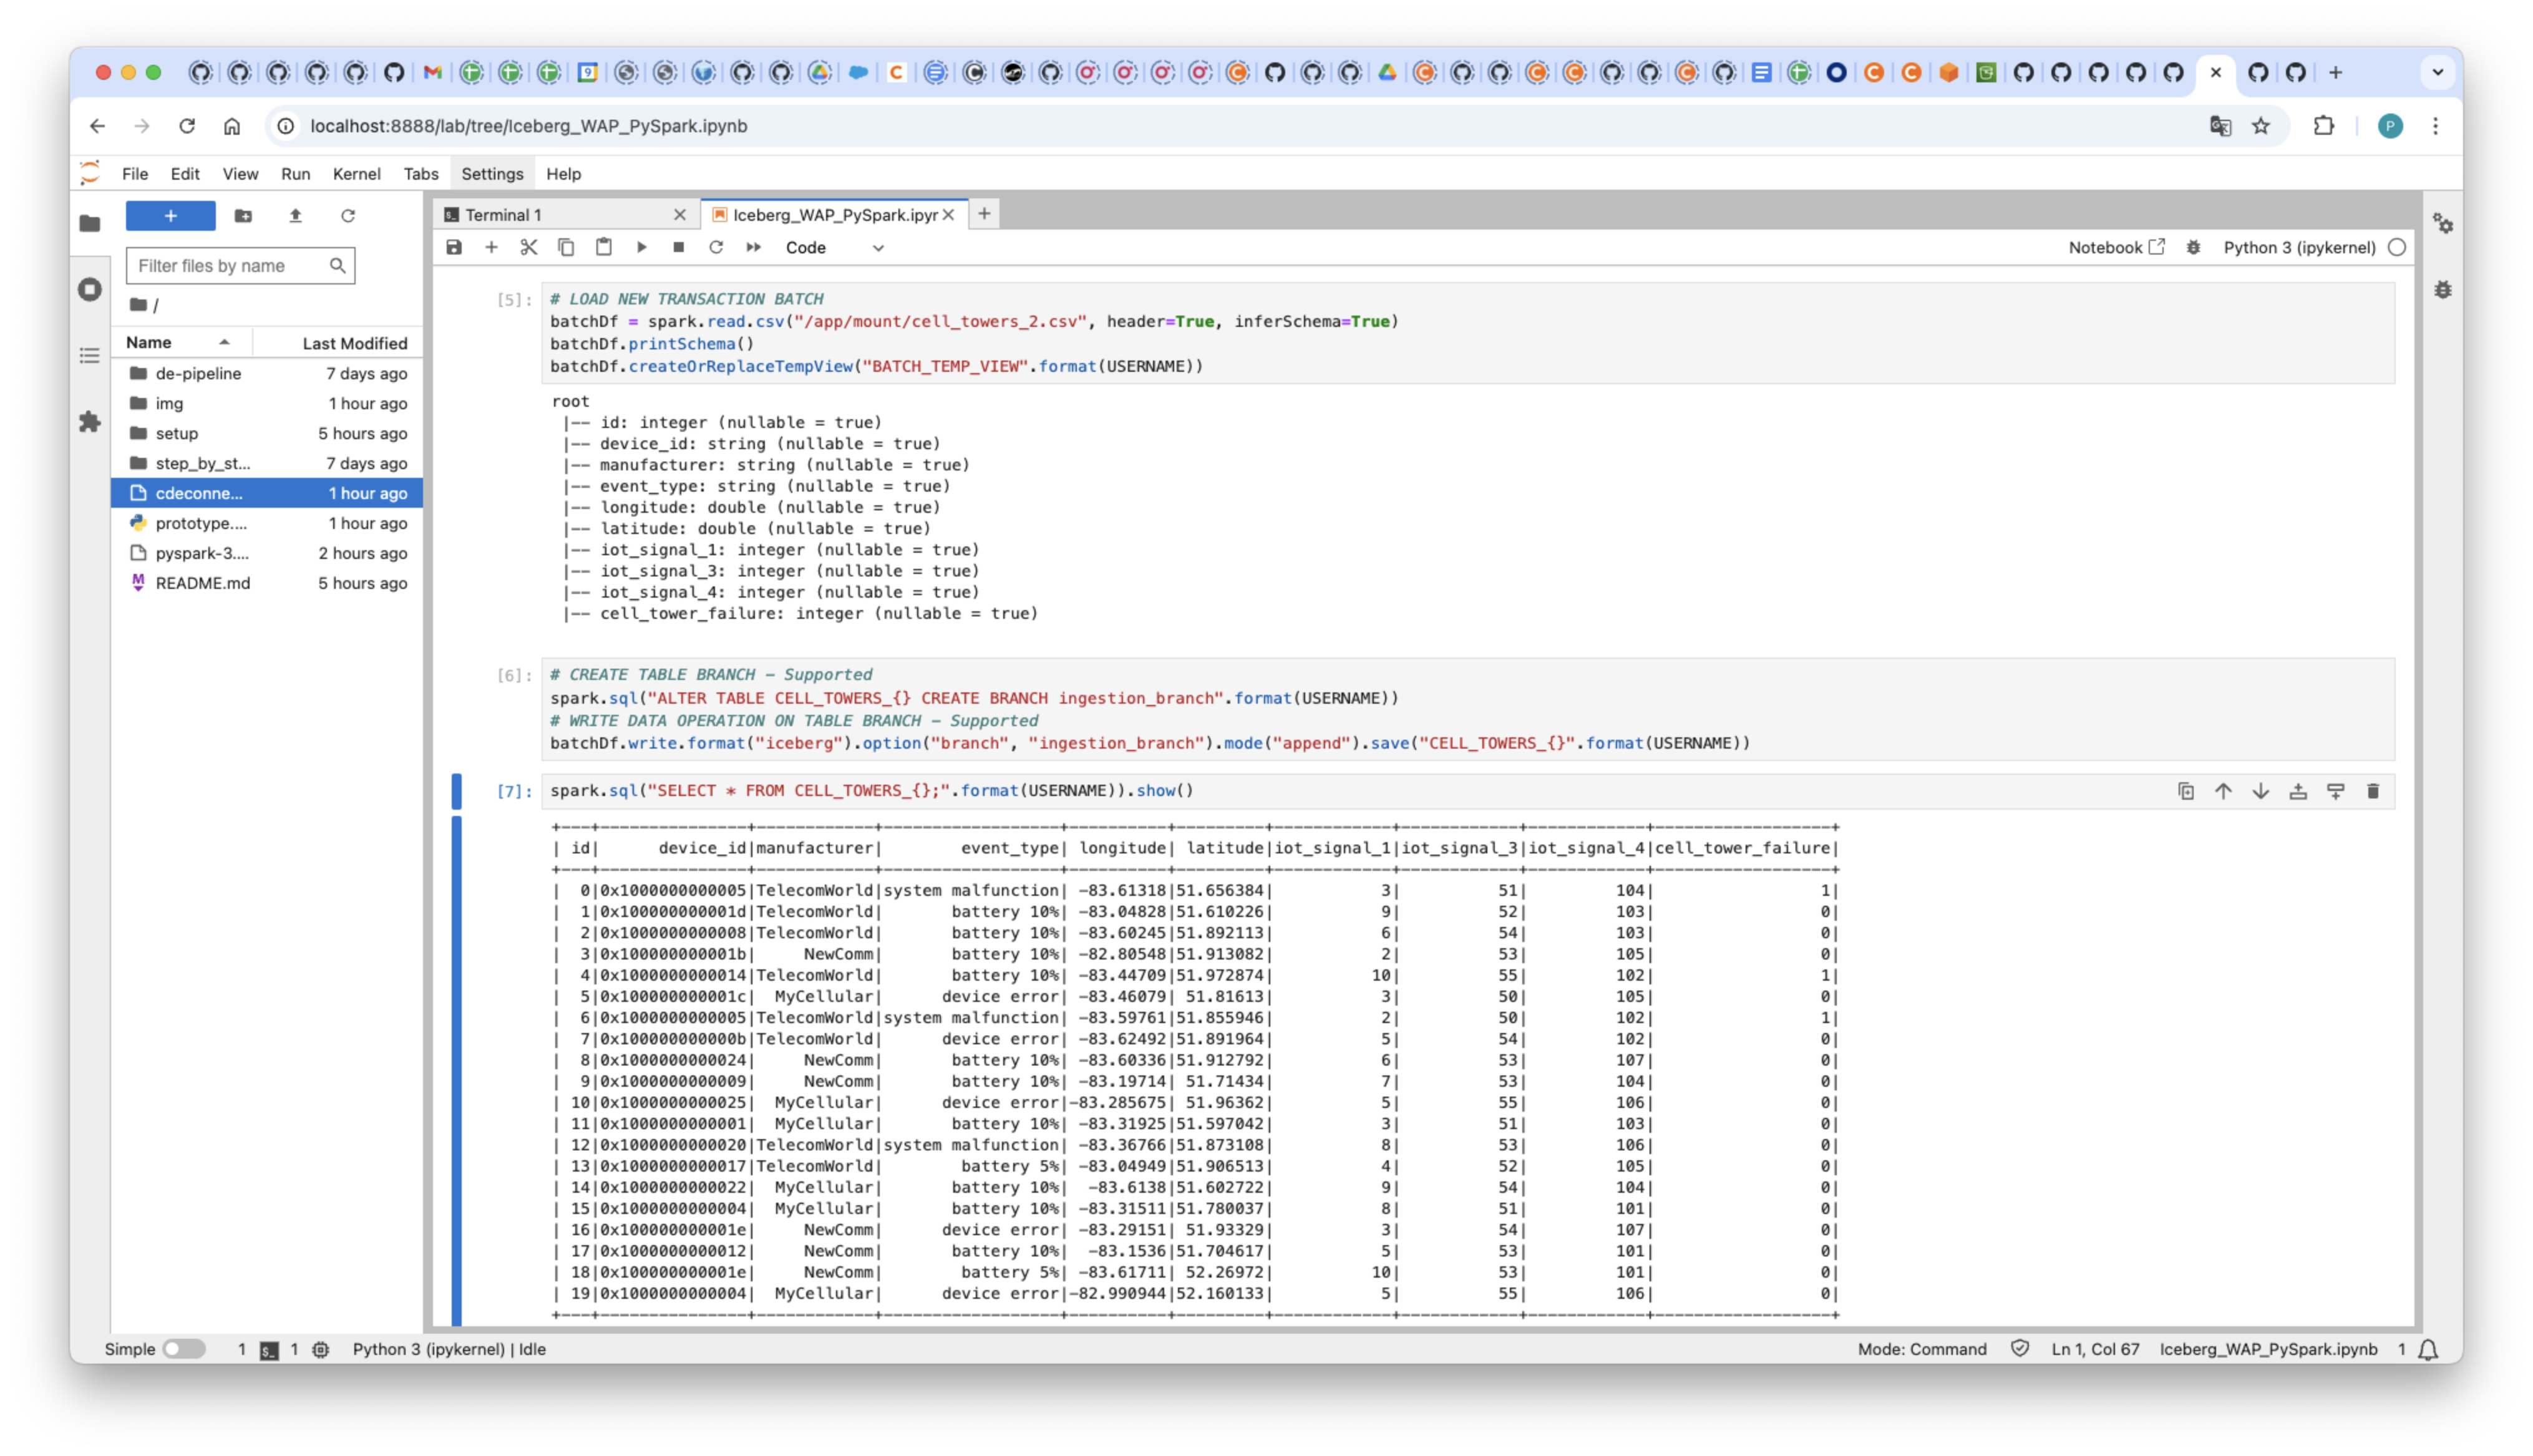 localhost:8888/lab/tree/Iceberg_WAP_PySpark.ipynb
P
File Edit View Run Kernel Tabs Settings Help
Terminal 1
Iceberg_WAP_PySpark.ipyr
Code
Notebook
Python 3 (ipykernel)
Filter files by name
/
Name Last Modified
de-pipeline 7 days ago
img 1 hour ago
setup 5 hours ago
step_by_st... 7 days ago
cdeconne... 1 hour ago
prototype.... 1 hour ago
pyspark-3.... 2 hours ago
README.md 5 hours ago
[5]: # LOAD NEW TRANSACTION BATCH
batchDf = spark.read.csv("/app/mount/cell_towers_2.csv", header=True, inferSchema=True)
batchDf.printSchema()
batchDf.createOrReplaceTempView("BATCH_TEMP_VIEW".format(USERNAME))
root
|-- id: integer (nullable = true)
|-- device_id: string (nullable = true)
|-- manufacturer: string (nullable = true)
|-- event_type: string (nullable = true)
|-- longitude: double (nullable = true)
|-- latitude: double (nullable = true)
|-- iot_signal_1: integer (nullable = true)
|-- iot_signal_3: integer (nullable = true)
|-- iot_signal_4: integer (nullable = true)
|-- cell_tower_failure: integer (nullable = true)
[6]: # CREATE TABLE BRANCH – Supported
spark.sql("ALTER TABLE CELL_TOWERS_{} CREATE BRANCH ingestion_branch".format(USERNAME))
# WRITE DATA OPERATION ON TABLE BRANCH – Supported
batchDf.write.format("iceberg").option("branch", "ingestion_branch").mode("append").save("CELL_TOWERS_{}".format(USERNAME))
[7]: spark.sql("SELECT * FROM CELL_TOWERS_{};".format(USERNAME)).show()
+---+---------------+------------+------------------+----------+---------+------------+------------+------------+------------------+
| id| device_id|manufacturer| event_type| longitude| latitude|iot_signal_1|iot_signal_3|iot_signal_4|cell_tower_failure|
+---+---------------+------------+------------------+----------+---------+------------+------------+------------+------------------+
| 0|0x1000000000005|TelecomWorld|system malfunction| -83.61318|51.656384| 3| 51| 104| 1|
| 1|0x100000000001d|TelecomWorld| battery 10%| -83.04828|51.610226| 9| 52| 103| 0|
| 2|0x1000000000008|TelecomWorld| battery 10%| -83.60245|51.892113| 6| 54| 103| 0|
| 3|0x100000000001b| NewComm| battery 10%| -82.80548|51.913082| 2| 53| 105| 0|
| 4|0x1000000000014|TelecomWorld| battery 10%| -83.44709|51.972874| 10| 55| 102| 1|
| 5|0x100000000001c| MyCellular| device error| -83.46079| 51.81613| 3| 50| 105| 0|
| 6|0x1000000000005|TelecomWorld|system malfunction| -83.59761|51.855946| 2| 50| 102| 1|
| 7|0x100000000000b|TelecomWorld| device error| -83.62492|51.891964| 5| 54| 102| 0|
| 8|0x1000000000024| NewComm| battery 10%| -83.60336|51.912792| 6| 53| 107| 0|
| 9|0x1000000000009| NewComm| battery 10%| -83.19714| 51.71434| 7| 53| 104| 0|
| 10|0x1000000000025| MyCellular| device error|-83.285675| 51.96362| 5| 55| 106| 0|
| 11|0x1000000000001| MyCellular| battery 10%| -83.31925|51.597042| 3| 51| 103| 0|
| 12|0x1000000000020|TelecomWorld|system malfunction| -83.36766|51.873108| 8| 53| 106| 0|
| 13|0x1000000000017|TelecomWorld| battery 5%| -83.04949|51.906513| 4| 52| 105| 0|
| 14|0x1000000000022| MyCellular| battery 10%| -83.6138|51.602722| 9| 54| 104| 0|
| 15|0x1000000000004| MyCellular| battery 10%| -83.31511|51.780037| 8| 51| 101| 0|
| 16|0x100000000001e| NewComm| device error| -83.29151| 51.93329| 3| 54| 107| 0|
| 17|0x1000000000012| NewComm| battery 10%| -83.1536|51.704617| 5| 53| 101| 0|
| 18|0x100000000001e| NewComm| battery 5%| -83.61711| 52.26972| 10| 53| 101| 0|
| 19|0x1000000000004| MyCellular| device error|-82.990944|52.160133| 5| 55| 106| 0|
+---+---------------+------------+------------------+----------+---------+------------+------------+------------+------------------+
Simple 1 1 Python 3 (ipykernel) | Idle Mode: Command Ln 1, Col 67 Iceberg_WAP_PySpark.ipynb 1